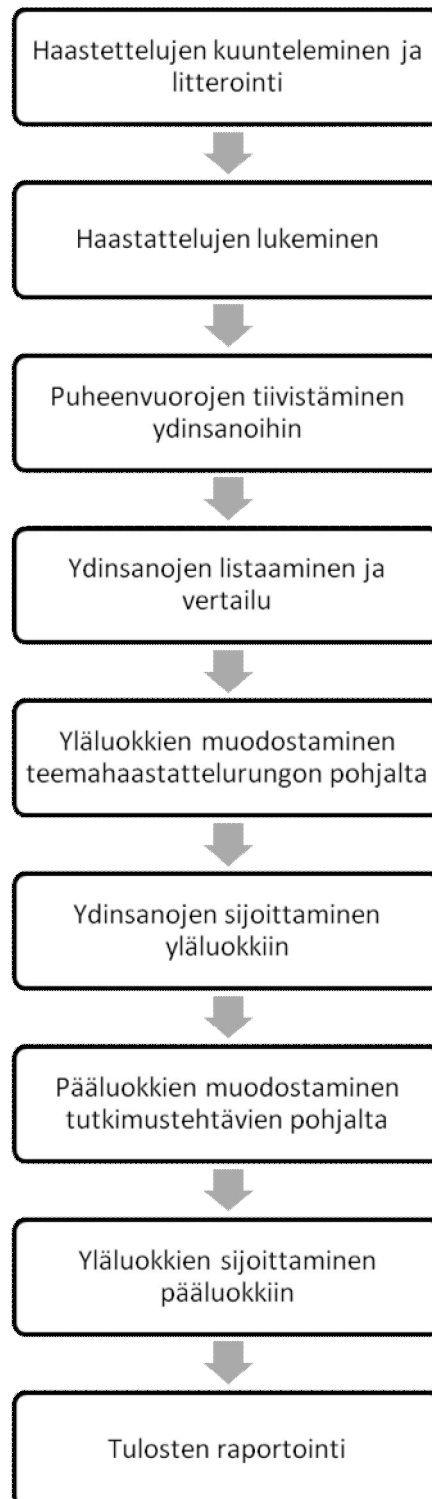 Haastettelujen kuunteleminen ja
litterointi
Haastattelujen lukeminen
Puheenvuorojen tiivistäminen
ydinsanoihin
Ydinsanojen listaaminen ja
vertailu
Yläluokkien muodostaminen
teemahaastattelurungon pohjalta
Ydinsanojen sijoittaminen
yläluokkiin
Pääluokkien muodostaminen
tutkimustehtävien pohjalta
Yläluokkien sijoittaminen
pääluokkiin
Tulosten raportointi